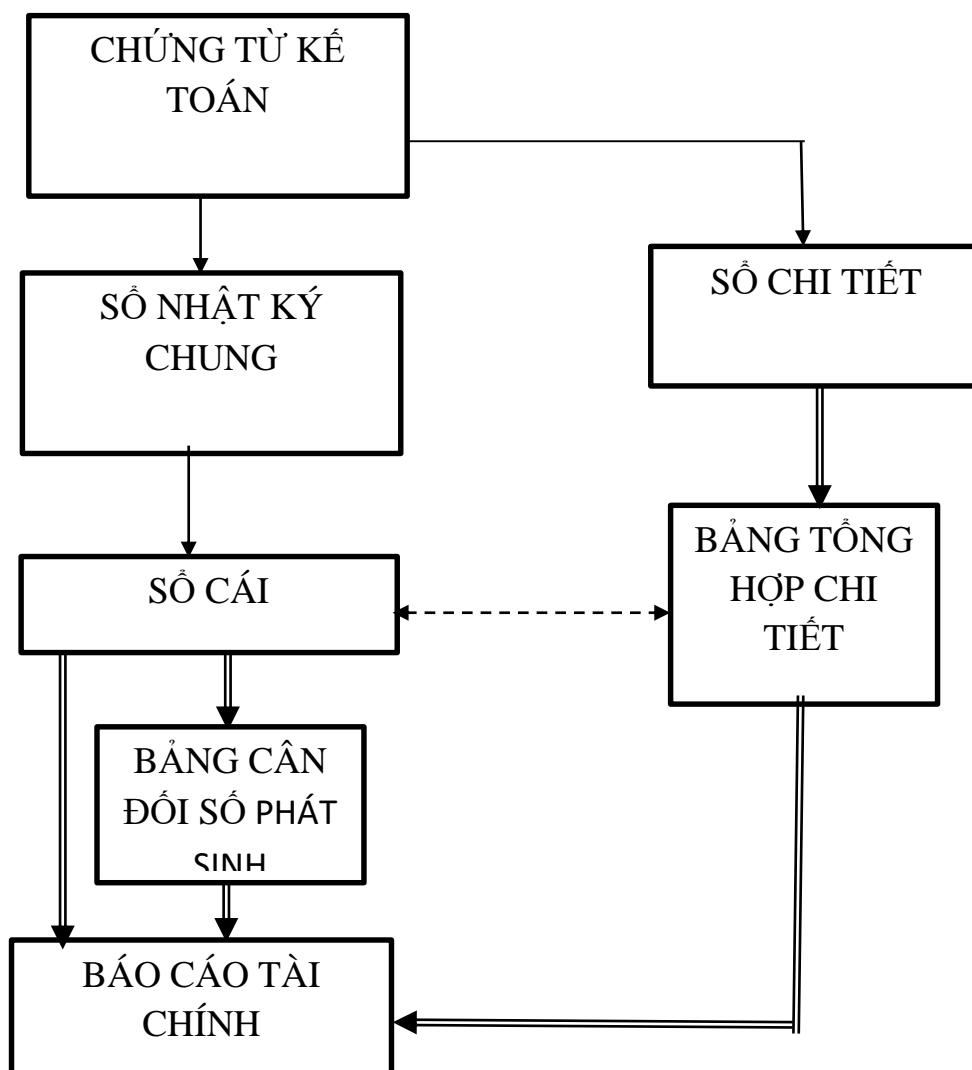 CHỨNG TỪ KẾ
TOÁN
SỔ NHẬT KÝ
CHUNG
SỔ CHI TIẾT
SỔ CÁI
BẢNG TỔNG
HỢP CHI
TIẾT
BẢNG CÂN
ĐỐI SỐ PHÁT
SINH
BÁO CÁO TÀI
CHÍNH